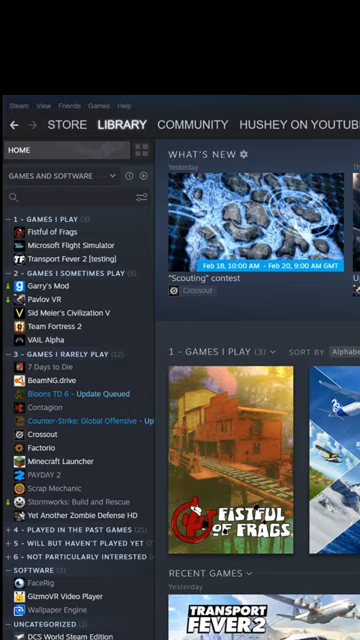 Steam View Friends Games Help
STORE LIBRARY COMMUNITY HUSHEY ON YOUTUB
HOME
GAMES AND SOFTWARE
1 - GAMES I PLAY (3)
Fistful of Frags
Microsoft Flight Simulator
Transport Fever 2 [testing]
2 - GAMES I SOMETIMES PLAY (5)
Garry's Mod
Pavlov VR
Sid Meier's Civilization V
Team Fortress 2
VAIL Alpha
3 - GAMES I RARELY PLAY (12)
7 Days to Die
BeamNG.drive
Bloons TD 6 - Update Queued
Contagion
Counter-Strike: Global Offensive - Up
Crossout
Factorio
Minecraft Launcher
PAYDAY 2
Scrap Mechanic
Stormworks: Build and Rescue
Yet Another Zombie Defense HD
4 - PLAYED IN THE PAST GAMES (21)
5 - WILL BUT HAVEN'T PLAYED YET
6 - NOT PARTICULARLY INTERESTED
SOFTWARE (3)
FaceRig
GizmoVR Video Player
Wallpaper Engine
UNCATEGORIZED (1)
DCS World Steam Edition
WHAT'S NEW
Yesterday
Feb 18, 10:00 AM - Feb 20, 9:00 AM GMT
"Scouting" contest
Crossout
1 - GAMES I PLAY (3) SORT BY Alphabe
FISTFUL
OF FRAGS
RECENT GAMES
Yesterday
TRANSPORT
FEVER 2